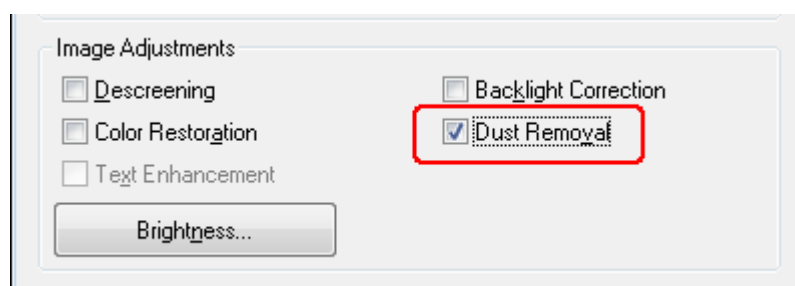 Image Adjustments
Descreening
Backlight Correction
Color Restoration
Dust Removal
Text Enhancement
Brightness...